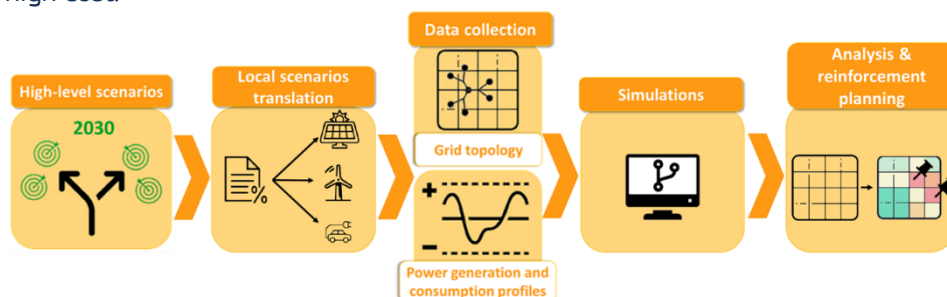 High-level scenarios
2030
Local scenarios
translation
%
Data collection
Grid topology
+
−
Power generation and
consumption profiles
Simulations
Analysis &
reinforcement
planning